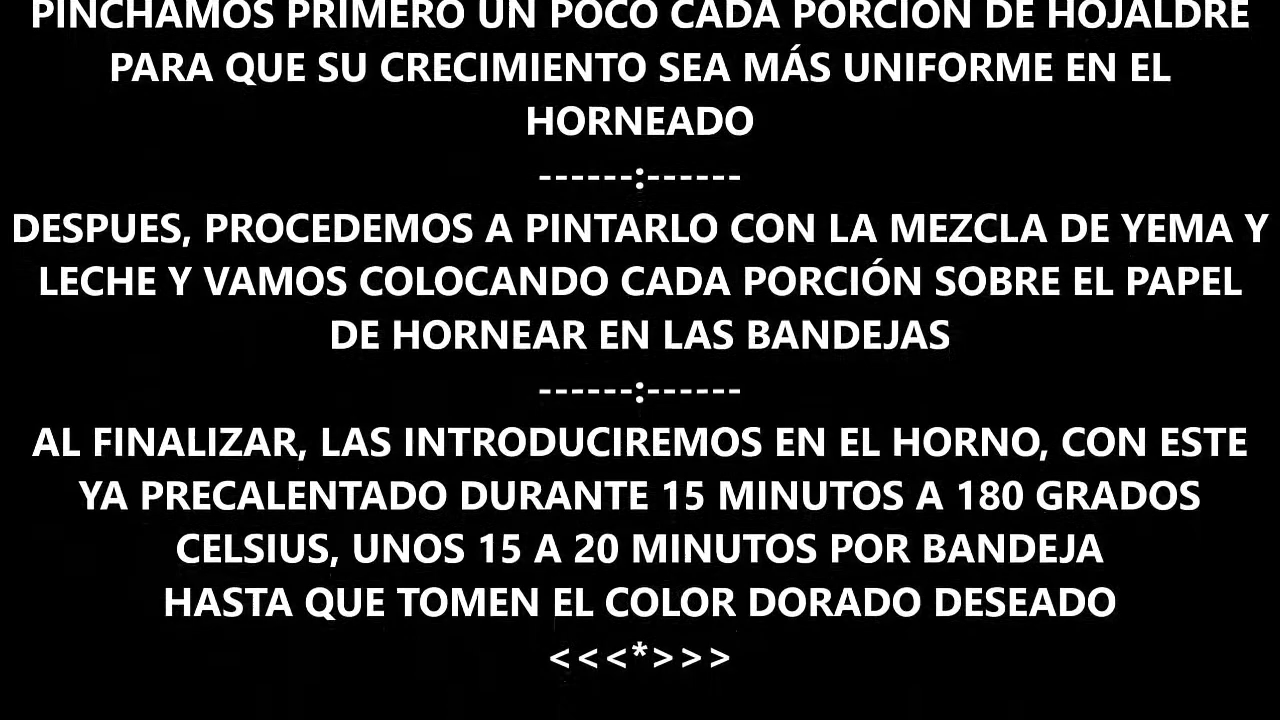 PINCHAMOS PRIMERO UN POCO CADA PORCIÓN DE HOJALDRE
PARA QUE SU CRECIMIENTO SEA MÁS UNIFORME EN EL
HORNEADO
------:------
DESPUES, PROCEDEMOS A PINTARLO CON LA MEZCLA DE YEMA Y
LECHE Y VAMOS COLOCANDO CADA PORCIÓN SOBRE EL PAPEL
DE HORNEAR EN LAS BANDEJAS
------:------
AL FINALIZAR, LAS INTRODUCIREMOS EN EL HORNO, CON ESTE
YA PRECALENTADO DURANTE 15 MINUTOS A 180 GRADOS
CELSIUS, UNOS 15 A 20 MINUTOS POR BANDEJA
HASTA QUE TOMEN EL COLOR DORADO DESEADO
<<<*>>>